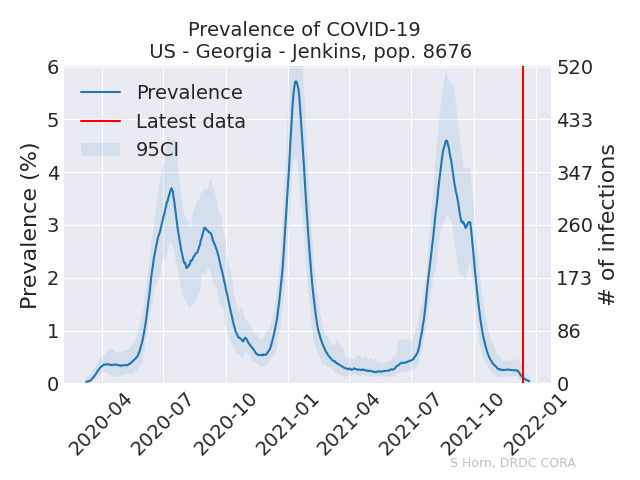 Prevalence of COVID-19
US - Georgia - Jenkins, pop. 8676
Prevalence
Latest data
95CI
Prevalence (%)
6
5
4
3
2
1
0
520
433
347
260
173
86
0
# of infections
2020-04
2020-07
2020-10
2021-01
2021-04
2021-07
2021-10
2022-01
S Horn, DRDC CORA